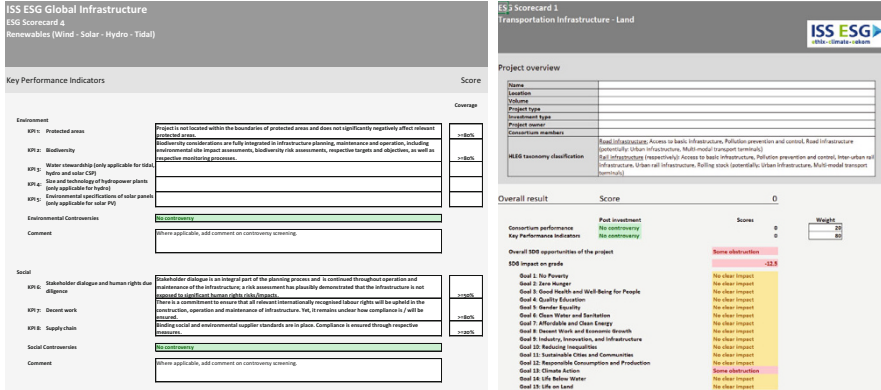 ISS ESG Global Infrastructure
ESG Scorecard 4
Renewables (Wind - Solar - Hydro - Tidal)
Key Performance Indicators Score
Coverage
Environment
KPI 1: Protected areas
Project is not located within the boundaries of protected areas and does not significantly negatively affect relevant
protected areas.
>=80%
KPI 2: Biodiversity
Biodiversity considerations are fully integrated in infrastructure planning, maintenance and operation, including
environmental site impact assessments, biodiversity risk assessments, respective targets and objectives, as well as
respective monitoring processes.
>=80%
KPI 3: Water stewardship (only applicable for tidal,
hydro and solar CSP)
KPI 4: Size and technology of hydropower plants
(only applicable for hydro)
KPI 5: Environmental specifications of solar panels
(only applicable for solar PV)
Environmental Controversies No controversy
Comment Where applicable, add comment on controversy screening.
Social
KPI 6: Stakeholder dialogue and human rights due
diligence
Stakeholder dialogue is an integral part of the planning process and is continued throughout operation and
maintenance of the infrastructure; a risk assessment has plausibly demonstrated that the infrastructure is not
exposed to significant human rights risks/impacts.
>=50%
KPI 7: Decent work
There is a commitment to ensure that all relevant internationally recognised labour rights will be upheld in the
construction, operation and maintenance of infrastructure. Yet, it remains unclear how compliance is / will be
ensured.
>=80%
KPI 8: Supply chain
Binding social and environmental supplier standards are in place. Compliance is ensured through respective
measures.
>=20%
Social Controversies No controversy
Comment Where applicable, add comment on controversy screening.
ESG Scorecard 1
Transportation Infrastructure - Land
ISS ESG
ethix·climate·oekom
Project overview
Name
Location
Volume
Project type
Investment type
Project owner
Consortium members
HLEG taxonomy classification
Road Infrastructure: Access to basic infrastructure, Pollution prevention and control, Road infrastructure
(potentially: Urban infrastructure, Multi-modal transport terminals)
Rail Infrastructure (respectively): Access to basic infrastructure, Pollution prevention and control, Inter-urban rail
infrastructure, Urban rail infrastructure, Rolling stock (potentially: Urban infrastructure, Multi-modal transport
terminals)
Overall result Score 0
Post investment Scores Weight
Consortium performance No controversy 0 20
Key Performance Indicators No controversy 0 80
Overall SDG opportunities of the project Some obstruction
SDG impact on grade -12.5
Goal 1: No Poverty No clear impact
Goal 2: Zero Hunger No clear impact
Goal 3: Good Health and Well-Being for People No clear impact
Goal 4: Quality Education No clear impact
Goal 5: Gender Equality No clear impact
Goal 6: Clean Water and Sanitation No clear impact
Goal 7: Affordable and Clean Energy No clear impact
Goal 8: Decent Work and Economic Growth No clear impact
Goal 9: Industry, Innovation, and Infrastructure No clear impact
Goal 10: Reducing Inequalities No clear impact
Goal 11: Sustainable Cities and Communities No clear impact
Goal 12: Responsible Consumption and Production No clear impact
Goal 13: Climate Action Some obstruction
Goal 14: Life Below Water No clear impact
Goal 15: Life on Land No clear impact